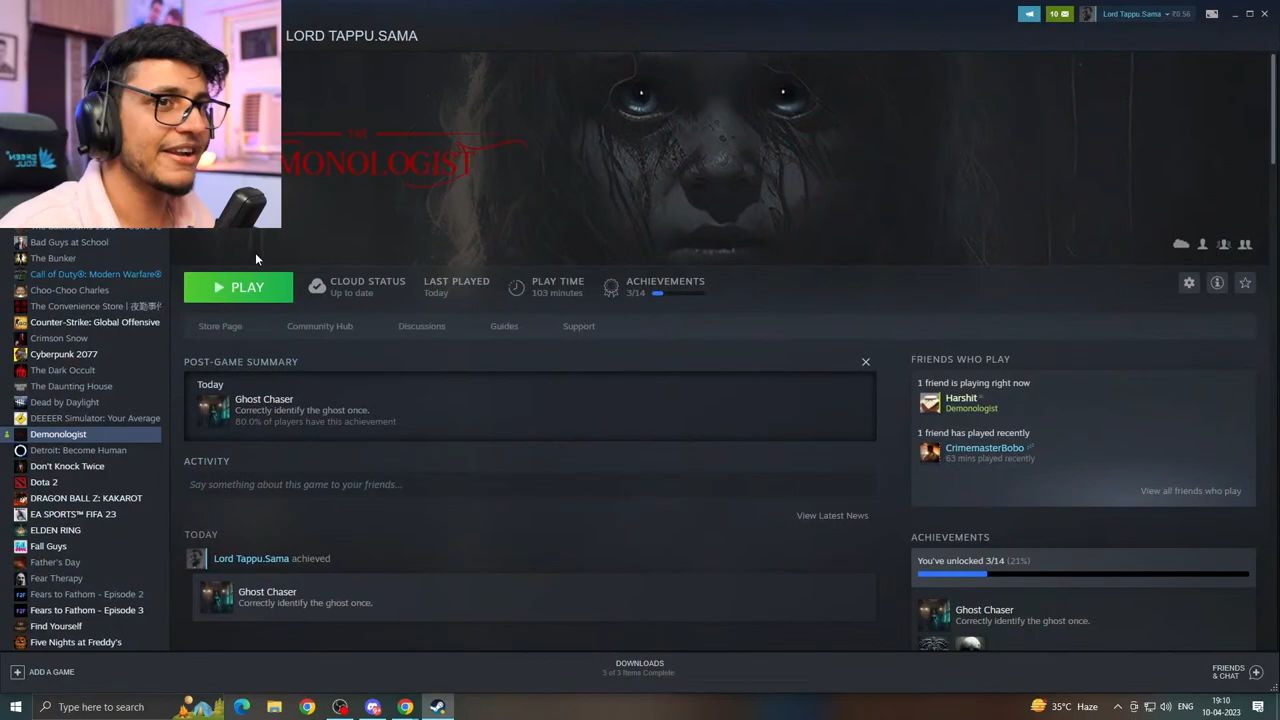 10
Lord Tappu.Sama
₹0.56
LORD TAPPU.SAMA
THE
MONOLOGIST
Bad Guys at School
The Bunker
Call of Duty®: Modern Warfare®
Choo-Choo Charles
The Convenience Store | 夜勤事件
Counter-Strike: Global Offensive
Crimson Snow
Cyberpunk 2077
The Dark Occult
The Daunting House
Dead by Daylight
DEEEER Simulator: Your Average
Demonologist
Detroit: Become Human
Don't Knock Twice
Dota 2
DRAGON BALL Z: KAKAROT
EA SPORTS™ FIFA 23
ELDEN RING
Fall Guys
Father's Day
Fear Therapy
Fears to Fathom - Episode 2
Fears to Fathom - Episode 3
Find Yourself
Five Nights at Freddy's
PLAY
CLOUD STATUS
Up to date
LAST PLAYED
Today
PLAY TIME
103 minutes
ACHIEVEMENTS
3/14
Store Page
Community Hub
Discussions
Guides
Support
POST-GAME SUMMARY
Today
Ghost Chaser
Correctly identify the ghost once.
80.0% of players have this achievement
ACTIVITY
Say something about this game to your friends...
View Latest News
TODAY
Lord Tappu.Sama achieved
Ghost Chaser
Correctly identify the ghost once.
FRIENDS WHO PLAY
1 friend is playing right now
Harshit
Demonologist
1 friend has played recently
CrimemasterBobo
63 mins played recently
View all friends who play
ACHIEVEMENTS
You've unlocked 3/14 (21%)
Ghost Chaser
Correctly identify the ghost once.
ADD A GAME
DOWNLOADS
3 of 3 Items Complete
FRIENDS
& CHAT
Type here to search
35°C Haze
19:10
10-04-2023